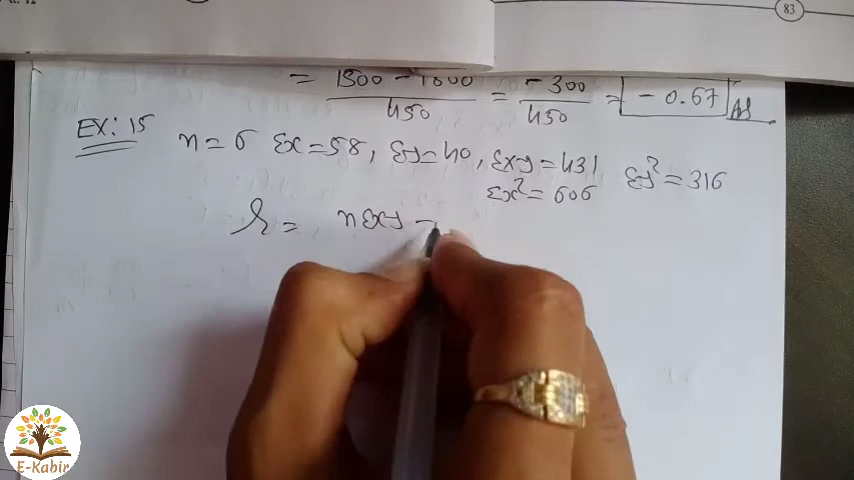 83
= 1500 - 1800 / 450 = - 300 / 450 = - 0.67 Ans
EX: 15 n = 6 Σx = 58, Σy = 40, Σxy = 431 Σy² = 316
Σx² = 606
r = nΣxy -
E-Kabir